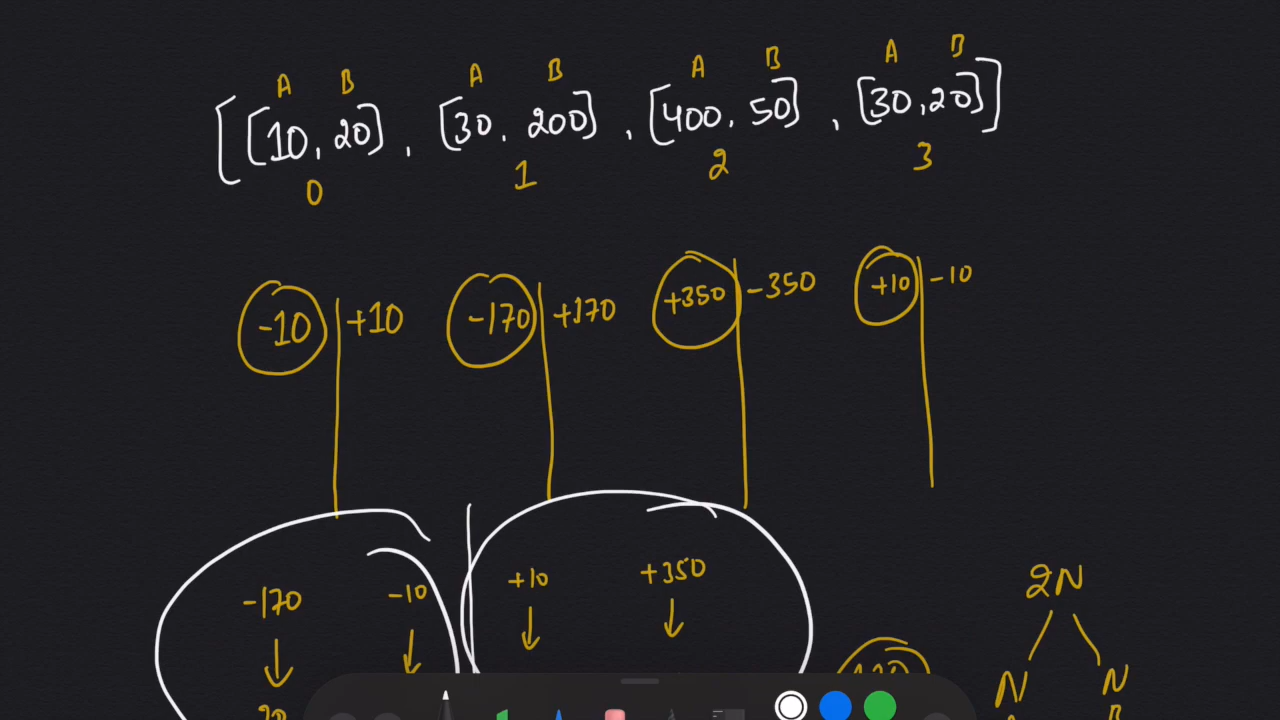 A B A B A B A B
[[10, 20], [30, 200], [400, 50], [30, 20]]
0 1 2 3
-10 +10 -170 +170 +350 -350 +10 -10
-170 -10 +10 +350
2N
N N